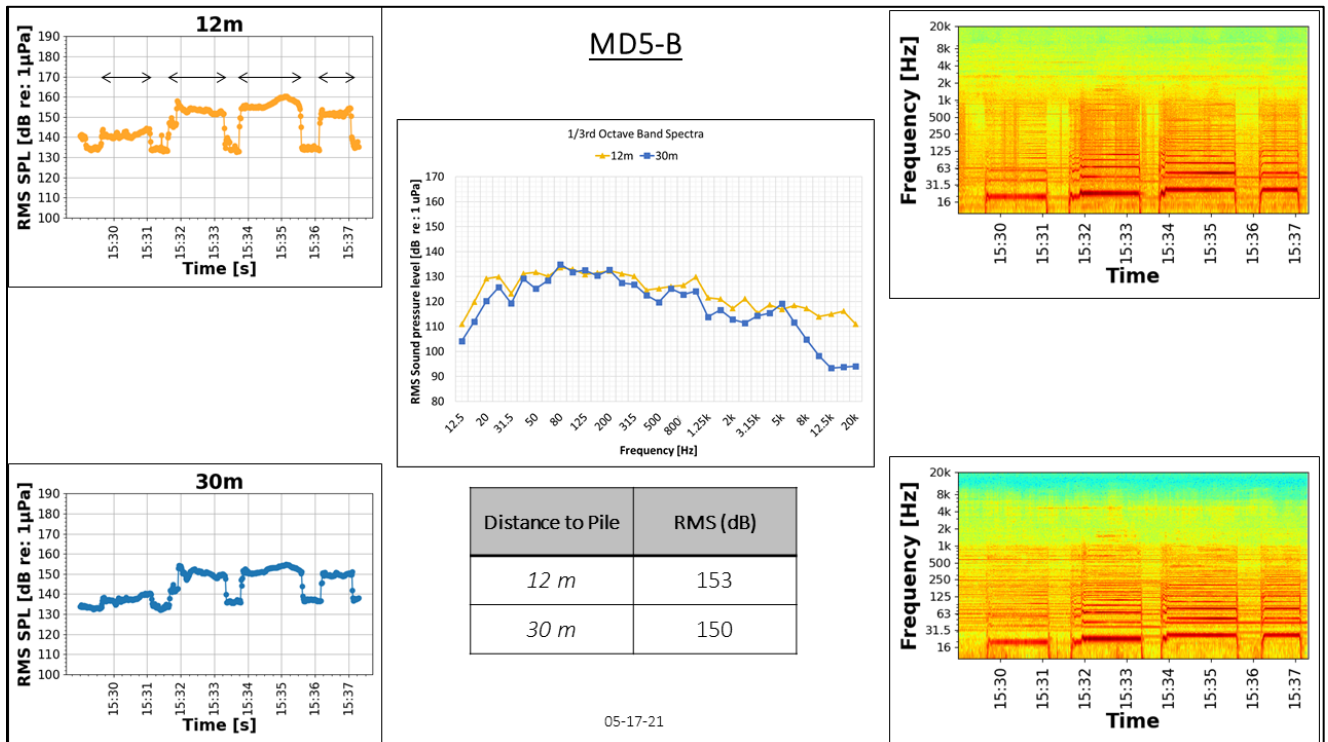 MD5-B
12m
RMS SPL [dB re: 1µPa]
190
180
170
160
150
140
130
120
110
100
15:30
15:31
15:32
15:33
15:34
15:35
15:36
15:37
Time [s]
1/3rd Octave Band Spectra
12m
30m
RMS Sound pressure level [dB re : 1 uPa]
170
160
150
140
130
120
110
100
90
80
12.5
20
31.5
50
80
125
200
315
500
800
1.25k
2k
3.15k
5k
8k
12.5k
20k
Frequency [Hz]
Frequency [Hz]
20k
8k
4k
2k
1k
500
250
125
63
31.5
16
15:30
15:31
15:32
15:33
15:34
15:35
15:36
15:37
Time
30m
RMS SPL [dB re: 1µPa]
190
180
170
160
150
140
130
120
110
100
15:30
15:31
15:32
15:33
15:34
15:35
15:36
15:37
Time [s]
Distance to Pile RMS (dB)
12 m 153
30 m 150
05-17-21
Frequency [Hz]
20k
8k
4k
2k
1k
500
250
125
63
31.5
16
15:30
15:31
15:32
15:33
15:34
15:35
15:36
15:37
Time